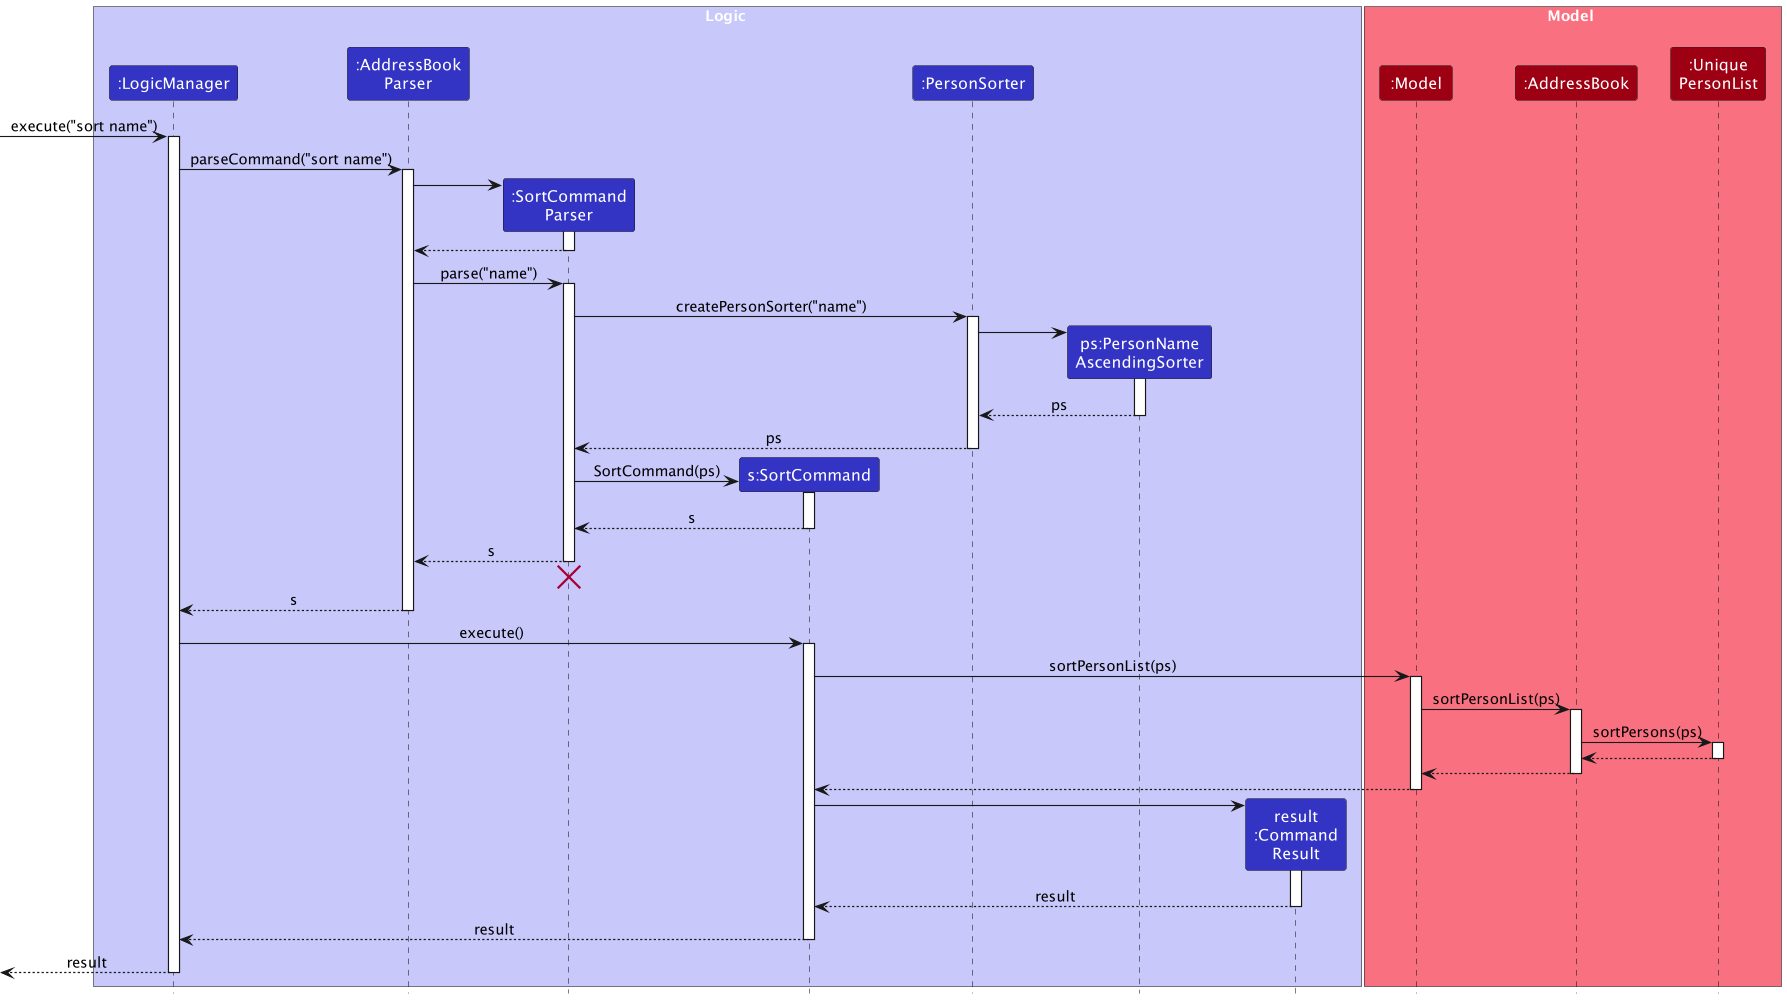 Logic
Model
:LogicManager
:AddressBook
Parser
:PersonSorter
:Model
:AddressBook
:Unique
PersonList
execute("sort name")
parseCommand("sort name")
:SortCommand
Parser
parse("name")
createPersonSorter("name")
ps:PersonName
AscendingSorter
ps
ps
SortCommand(ps)
s:SortCommand
s
s
s
execute()
sortPersonList(ps)
sortPersonList(ps)
sortPersons(ps)
result
:Command
Result
result
result
result